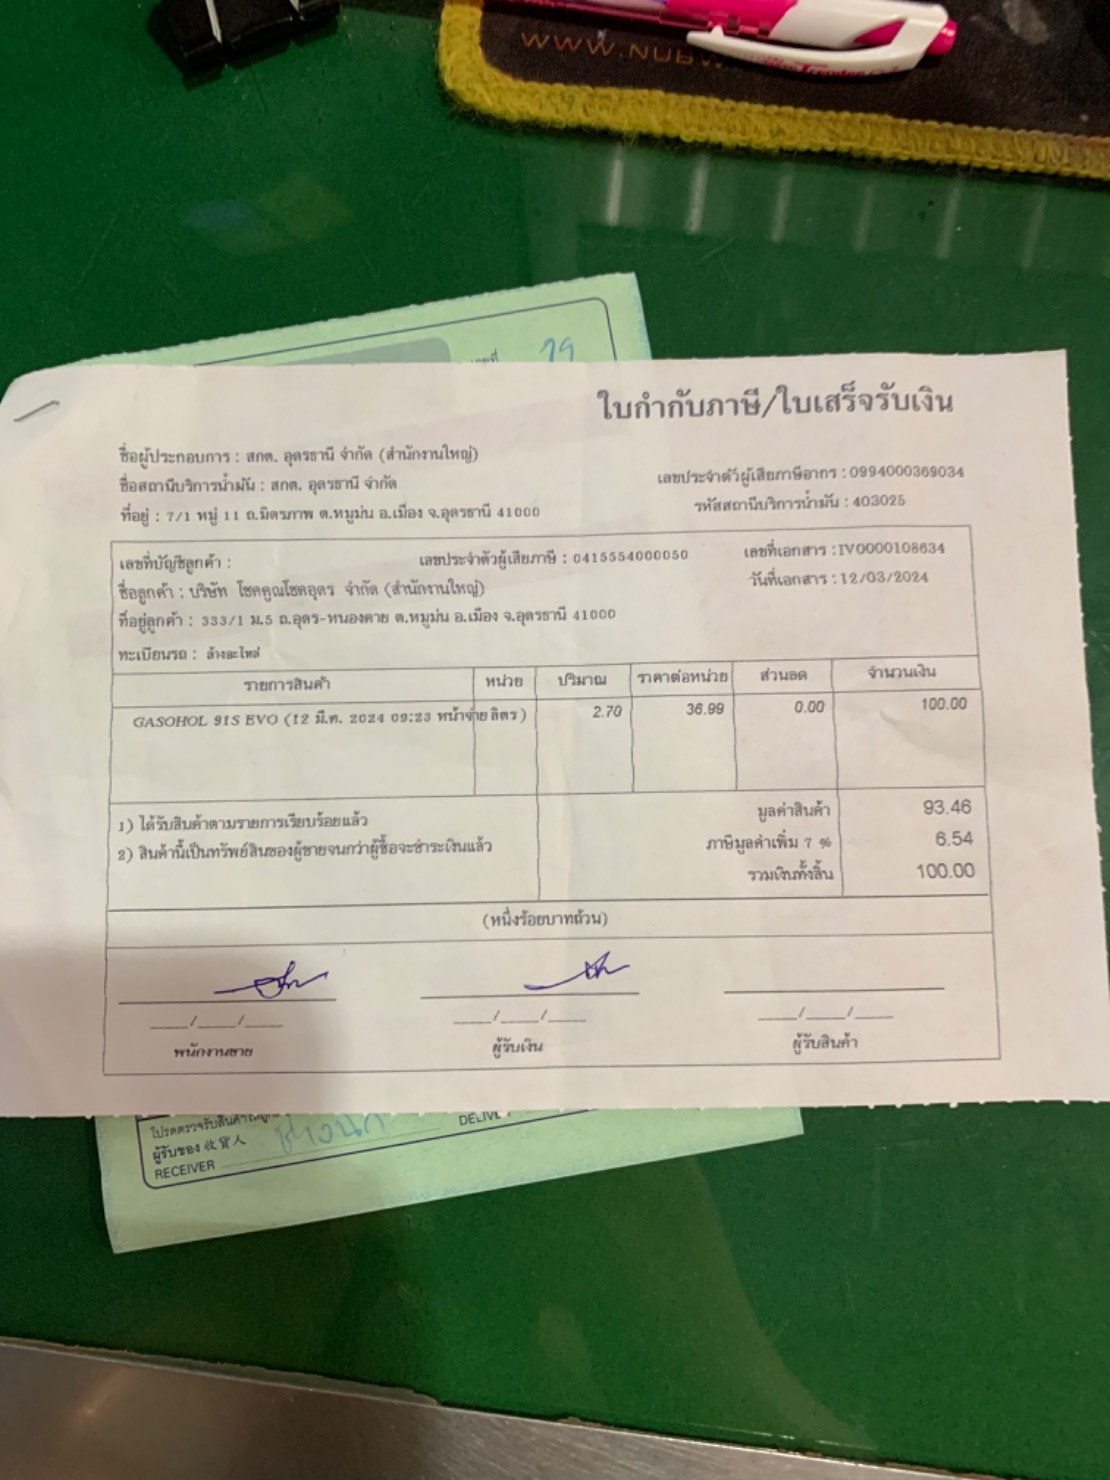 WWW.NUBW
29
ใบกำกับภาษี/ใบเสร็จรับเงิน
ชื่อผู้ประกอบการ : สกต. อุดรธานี จำกัด (สำนักงานใหญ่)
เลขประจำตัวผู้เสียภาษีอากร : 0994000369034
ชื่อสถานีบริการน้ำมัน : สกต. อุดรธานี จำกัด
รหัสสถานีบริการน้ำมัน : 403025
ที่อยู่ : 7/1 หมู่ 11 ถ.มิตรภาพ ต.หมูม่น อ.เมือง จ.อุดรธานี 41000
เลขที่บัญชีลูกค้า : เลขประจำตัวผู้เสียภาษี : 0415554000050 เลขที่เอกสาร : IV0000108634
ชื่อลูกค้า : บริษัท โชคคูณโชคอุดร จำกัด (สำนักงานใหญ่) วันที่เอกสาร : 12/03/2024
ที่อยู่ลูกค้า : 333/1 ม.5 ถ.อุดร-หนองคาย ต.หมูม่น อ.เมือง จ.อุดรธานี 41000
ทะเบียนรถ : ล้างอะไหล่
รายการสินค้า หน่วย ปริมาณ ราคาต่อหน่วย ส่วนลด จำนวนเงิน
GASOHOL 91S EVO (12 มี.ค. 2024 09:23 หน้าจ่าย ลิตร ) 2.70 36.99 0.00 100.00
1) ได้รับสินค้าตามรายการเรียบร้อยแล้ว
2) สินค้านี้เป็นทรัพย์สินของผู้ขายจนกว่าผู้ซื้อจะชำระเงินแล้ว
มูลค่าสินค้า 93.46
ภาษีมูลค่าเพิ่ม 7 % 6.54
รวมเงินทั้งสิ้น 100.00
(หนึ่งร้อยบาทถ้วน)
___/___/___ ___/___/___ ___/___/___
พนักงานขาย ผู้รับเงิน ผู้รับสินค้า
ผู้รับของ 收貨人
RECEIVER